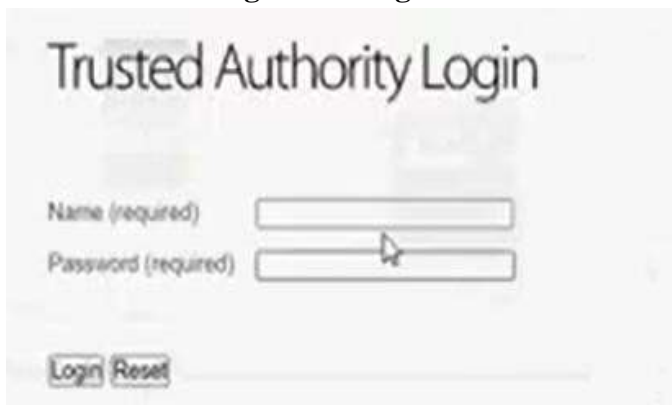 Trusted Authority Login
Name (required)
Password (required)
Login Reset